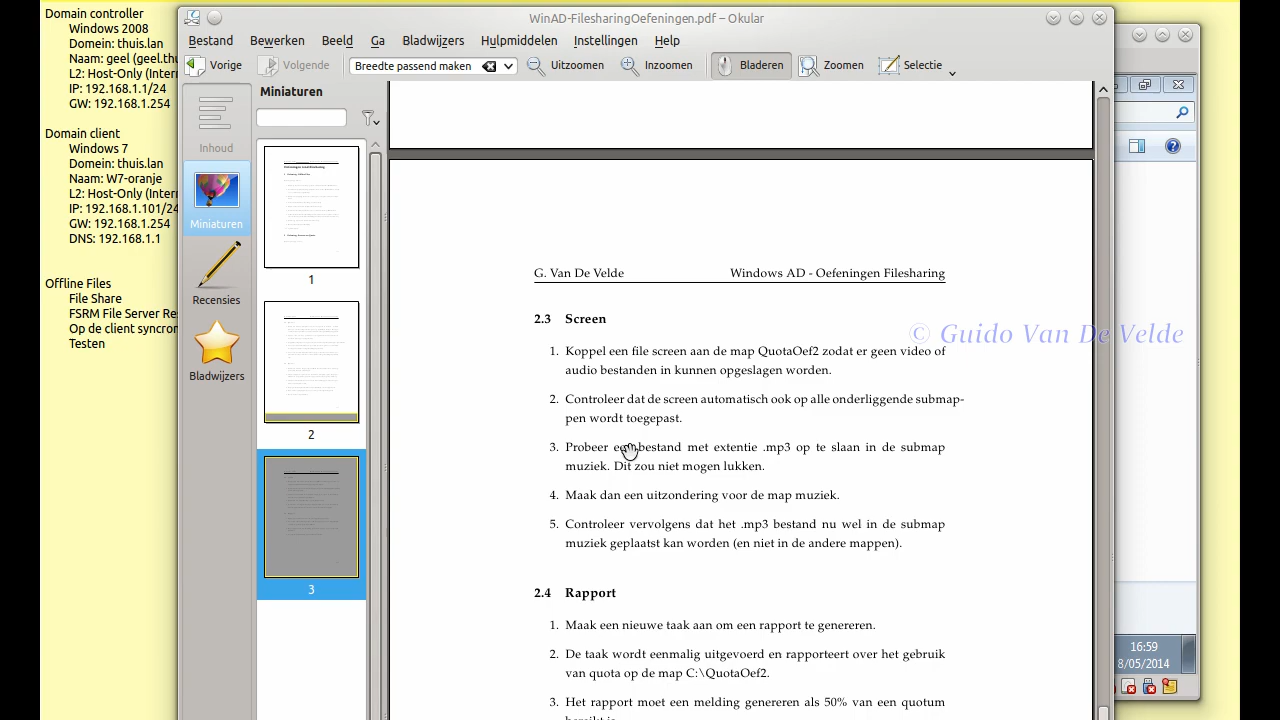 Domain controller
Windows 2008
Domein: thuis.lan
Naam: geel (geel.thu
L2: Host-Only (Inter
IP: 192.168.1.1/24
GW: 192.168.1.254
Domain client
Windows 7
Domein: thuis.lan
Naam: W7-oranje
L2: Host-Only (Intern
IP: 192.168.1.101/24
GW: 192.168.1.254
DNS: 192.168.1.1
Offline Files
File Share
FSRM File Server Re
Op de client syncron
Testen
WinAD-FilesharingOefeningen.pdf – Okular
Bestand Bewerken Beeld Ga Bladwijzers Hulpmiddelen Instellingen Help
Vorige Volgende Breedte passend maken Uitzoomen Inzoomen Bladeren Zoomen Selectie
Inhoud
Miniaturen
Recensies
Bladwijzers
Miniaturen
1
2
3
G. Van De Velde Windows AD - Oefeningen Filesharing
2.3 Screen
1. Koppel een file screen aan de map QuotaOef2 zodat er geen video of
audio bestanden in kunnen opgeslagen worden.
2. Controleer dat de screen automatisch ook op alle onderliggende submap-
pen wordt toegepast.
3. Probeer een bestand met extentie .mp3 op te slaan in de submap
muziek. Dit zou niet mogen lukken.
4. Maak dan een uitzondering voor de map muziek.
5. Controleer vervolgens dat het .mp3 bestand nu wel in de submap
muziek geplaatst kan worden (en niet in de andere mappen).
2.4 Rapport
1. Maak een nieuwe taak aan om een rapport te genereren.
2. De taak wordt eenmalig uitgevoerd en rapporteert over het gebruik
van quota op de map C:\QuotaOef2.
3. Het rapport moet een melding genereren als 50% van een quotum
© Guido Van De Velde
16:59
8/05/2014